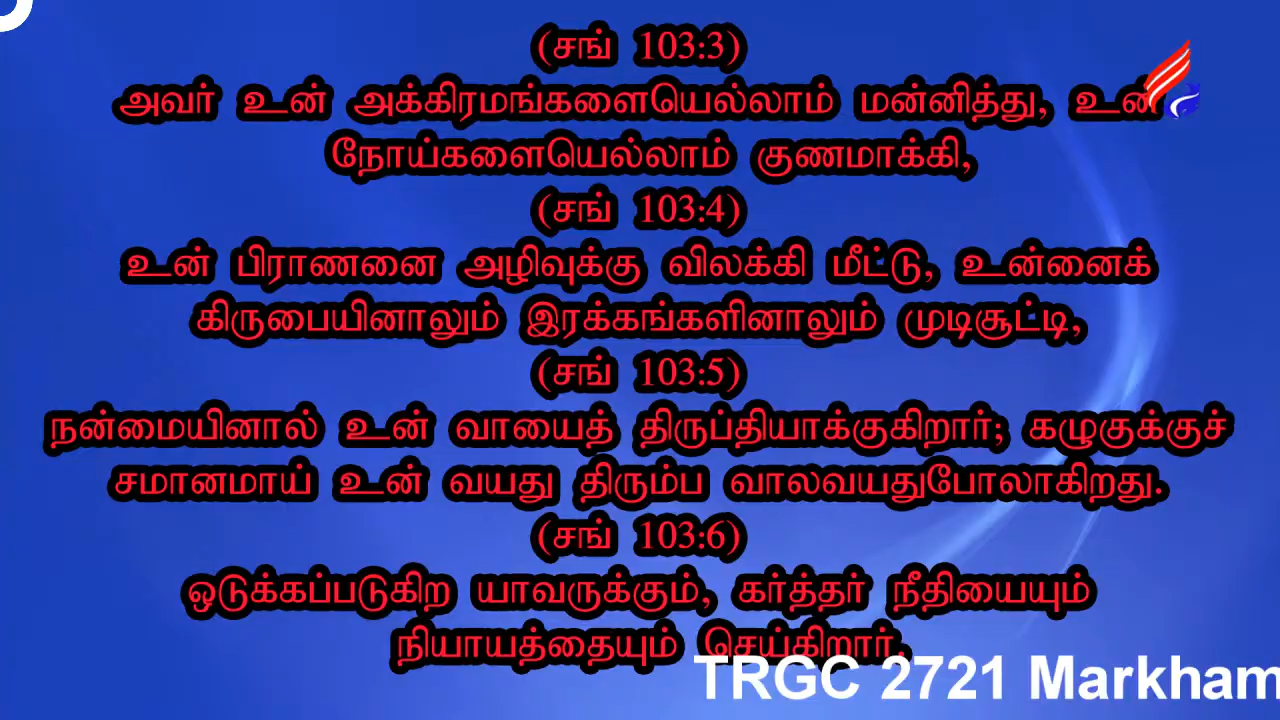 (சங் 103:3)
அவர் உன் அக்கிரமங்களையெல்லாம் மன்னித்து, உன்
நோய்களையெல்லாம் குணமாக்கி,
(சங் 103:4)
உன் பிராணனை அழிவுக்கு விலக்கி மீட்டு, உன்னைக்
கிருபையினாலும் இரக்கங்களினாலும் முடிசூட்டி,
(சங் 103:5)
நன்மையினால் உன் வாயைத் திருப்தியாக்குகிறார்; கழுகுக்குச்
சமானமாய் உன் வயது திரும்ப வாலவயதுபோலாகிறது.
(சங் 103:6)
ஒடுக்கப்படுகிற யாவருக்கும், கர்த்தர் நீதியையும்
நியாயத்தையும் செய்கிறார்.
TRGC 2721 Markham